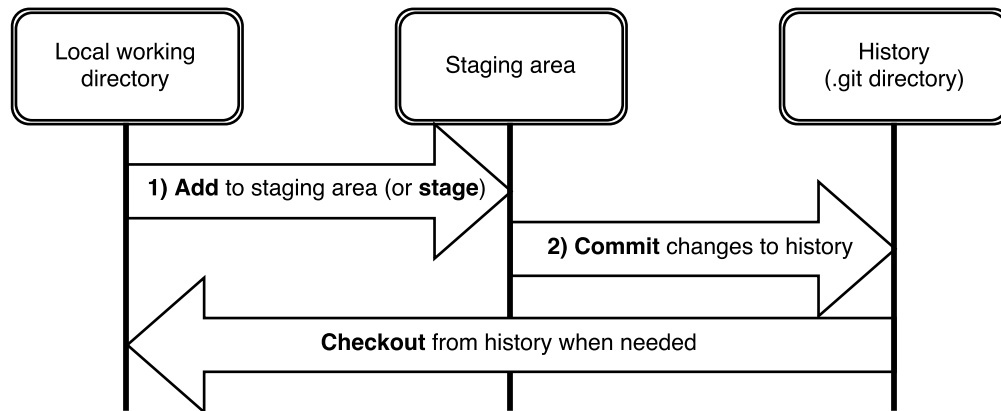 Local working
directory
Staging area
History
(.git directory)
1) Add to staging area (or stage)
2) Commit changes to history
Checkout from history when needed